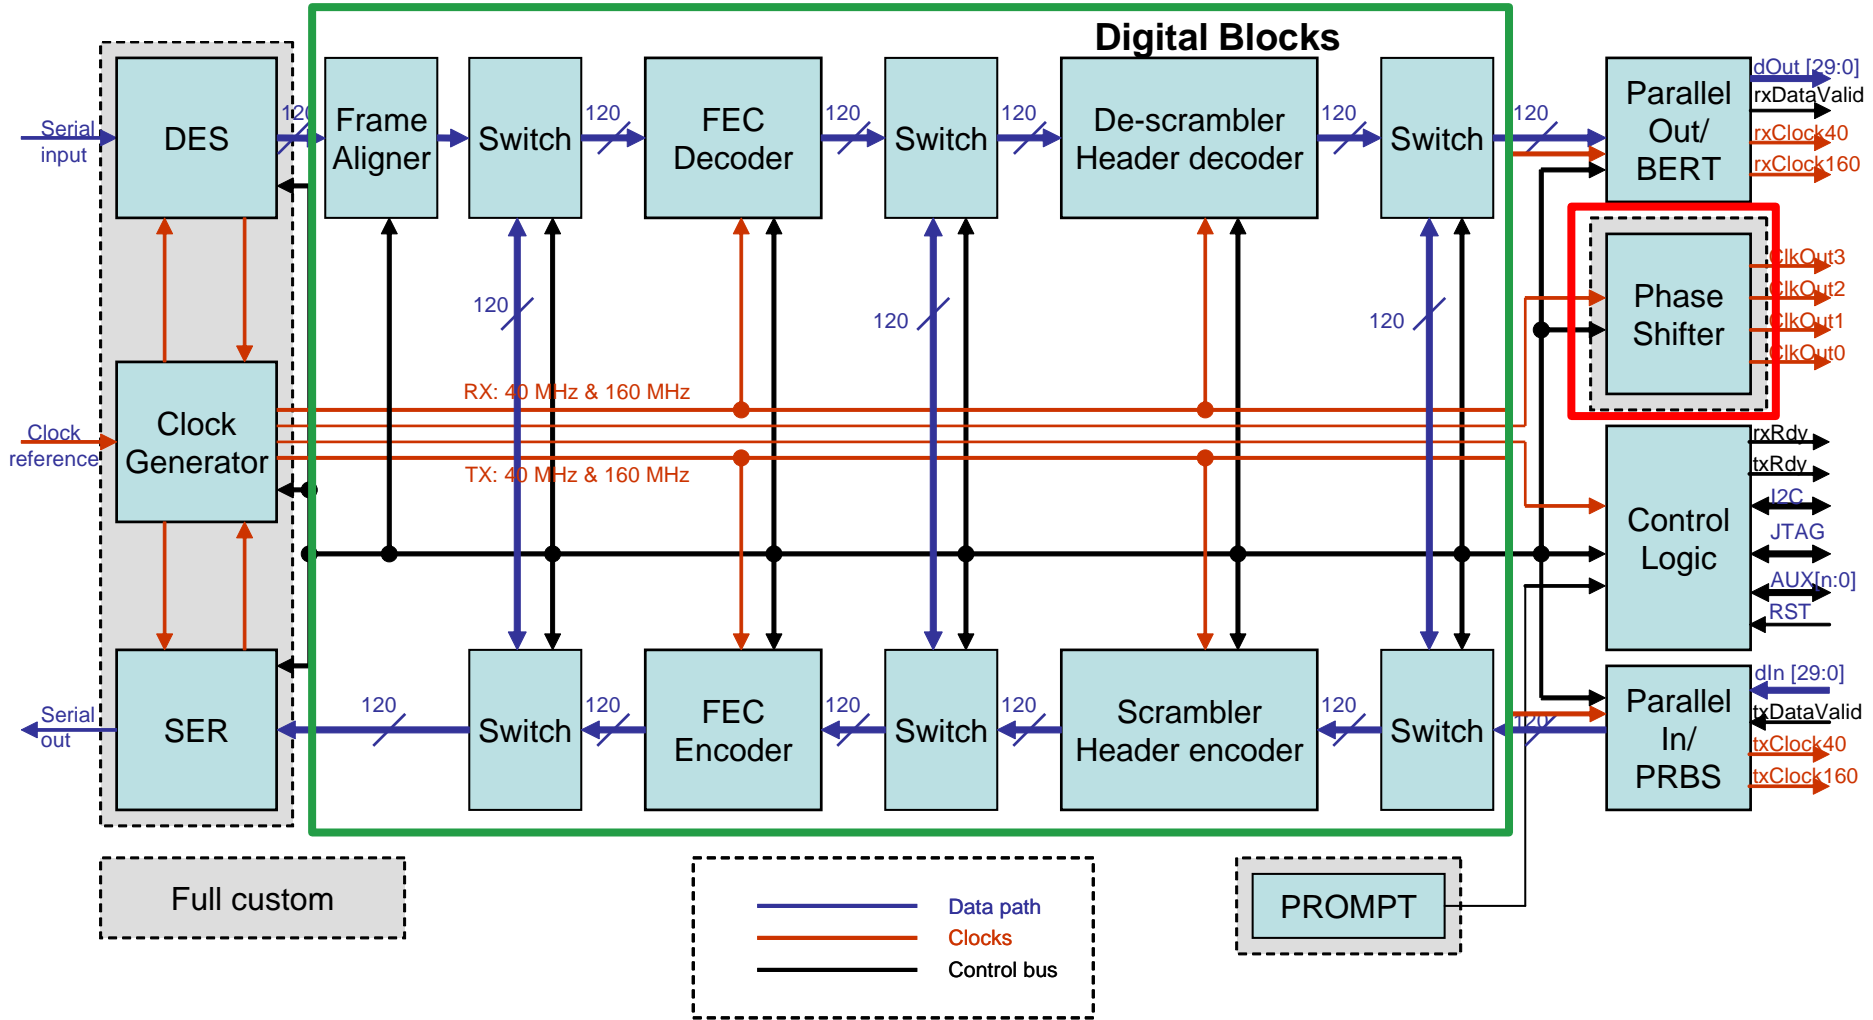 Digital Blocks
Serial
input
DES
120
Frame
Aligner
Switch
120
FEC
Decoder
120
Switch
120
De-scrambler
Header decoder
120
Switch
120
Parallel
Out/
BERT
dOut [29:0]
rxDataValid
rxClock40
rxClock160
120
120
120
Phase
Shifter
ClkOut3
ClkOut2
ClkOut1
ClkOut0
RX: 40 MHz & 160 MHz
Clock
reference
Clock
Generator
TX: 40 MHz & 160 MHz
Control
Logic
rxRdy
txRdy
I2C
JTAG
AUX[n:0]
RST
Serial
out
SER
120
Switch
120
FEC
Encoder
120
Switch
120
Scrambler
Header encoder
120
Switch
120
Parallel
In/
PRBS
dIn [29:0]
txDataValid
txClock40
txClock160
Full custom
Data path
Clocks
Control bus
PROMPT